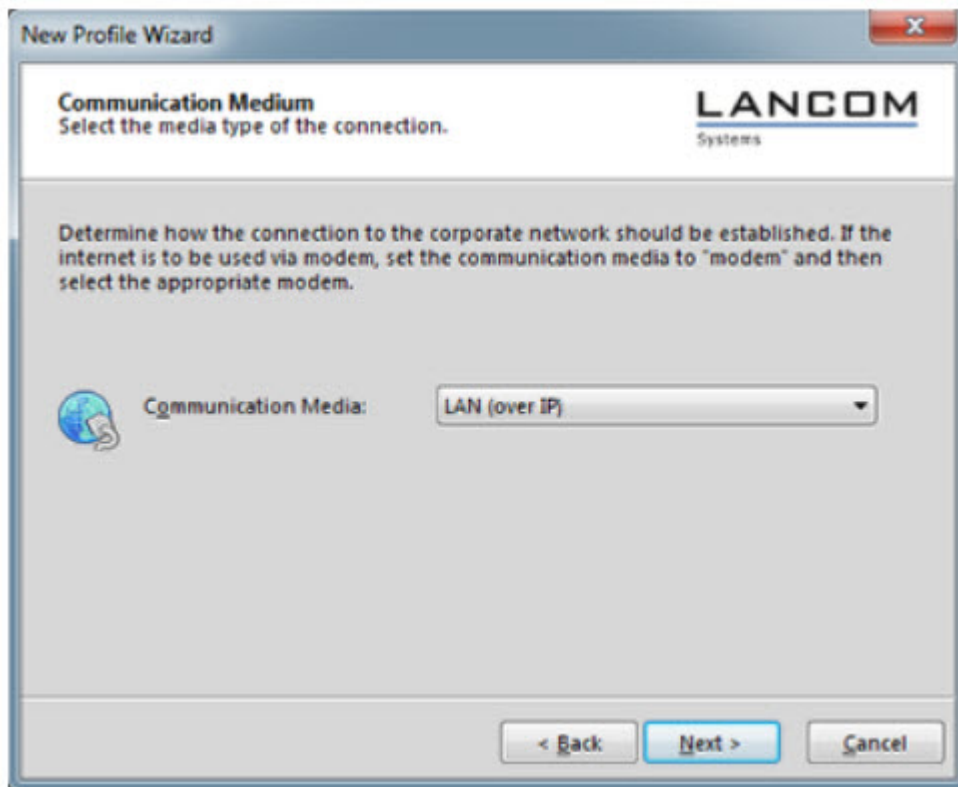 New Profile Wizard
Communication Medium
Select the media type of the connection.
LANCOM
Systems
Determine how the connection to the corporate network should be established. If the
internet is to be used via modem, set the communication media to "modem" and then
select the appropriate modem.
Communication Media:
LAN (over IP)
< Back
Next >
Cancel